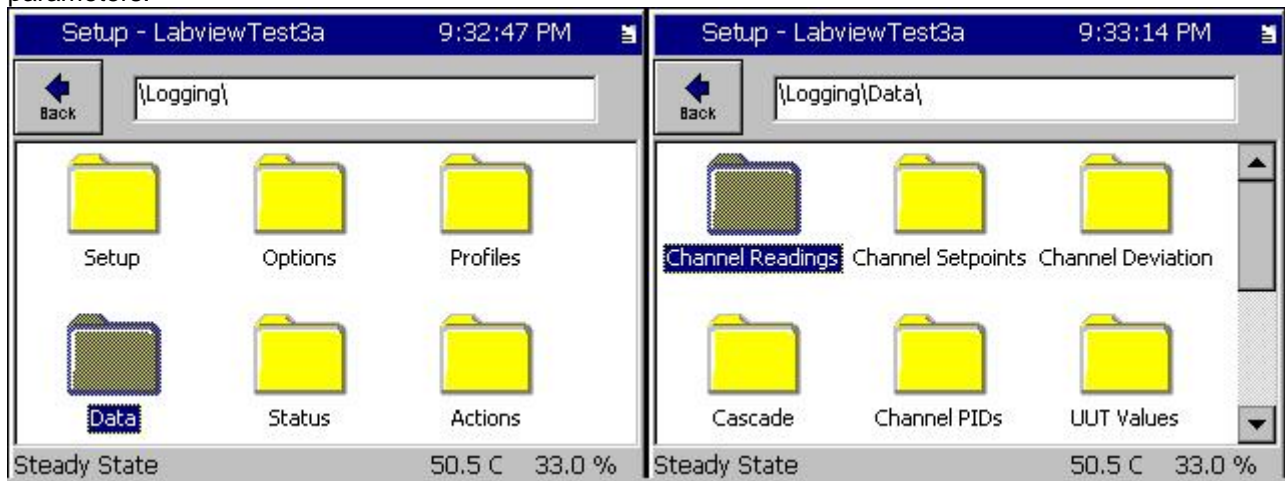 parameters.
Setup - LabviewTest3a 9:32:47 PM
Back
\Logging\
Setup Options Profiles
Data Status Actions
Steady State 50.5 C 33.0 %
Setup - LabviewTest3a 9:33:14 PM
Back
\Logging\Data\
Channel Readings Channel Setpoints Channel Deviation
Cascade Channel PIDs UUT Values
Steady State 50.5 C 33.0 %